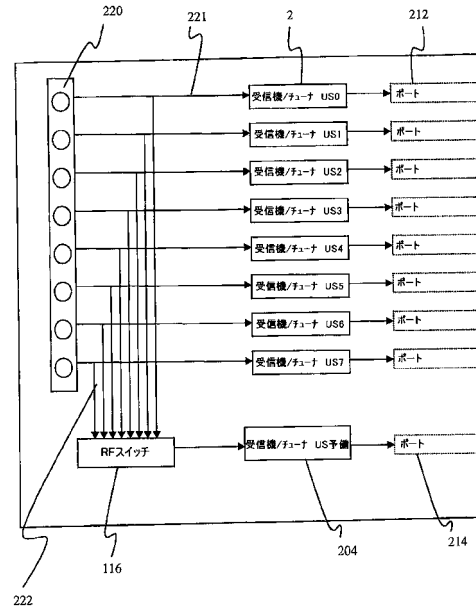 220
221
2
212
受信機/チューナ US0
ポート
受信機/チューナ US1
ポート
受信機/チューナ US2
ポート
受信機/チューナ US3
ポート
受信機/チューナ US4
ポート
受信機/チューナ US5
ポート
受信機/チューナ US6
ポート
受信機/チューナ US7
ポート
RFスイッチ
受信機/チューナ US予備
ポート
116
204
214
222